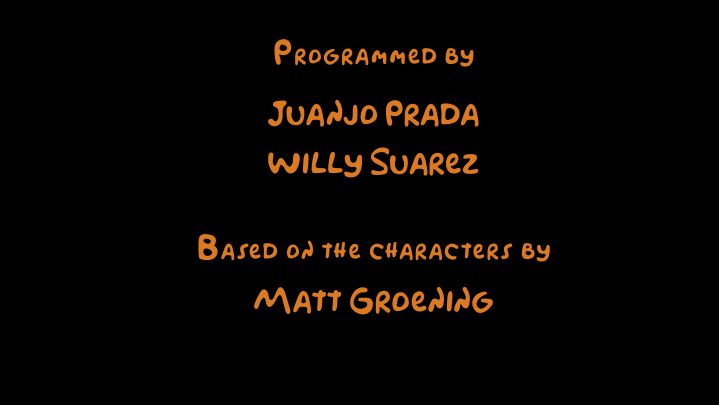 Programmed by
Juanjo Prada
Willy Suarez
Based on the characters by
Matt Groening